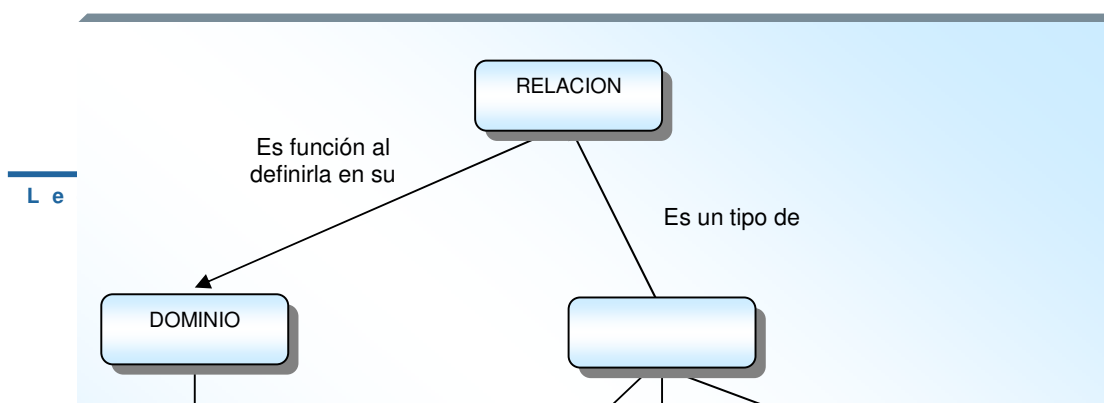 RELACION
Es función al
definirla en su
L e
Es un tipo de
DOMINIO